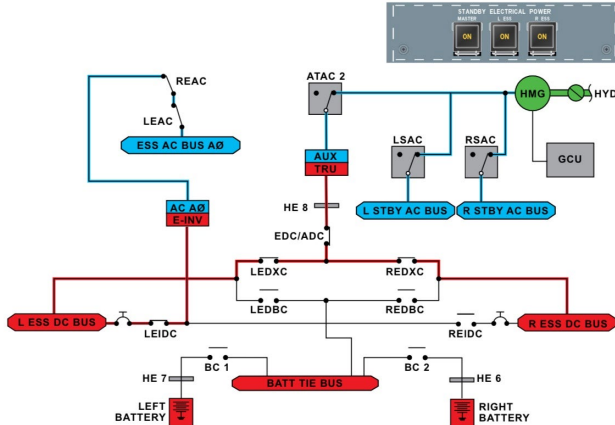 STANDBY ELECTRICAL POWER
MASTER L ESS R ESS
ON ON ON
REAC
LEAC
ESS AC BUS AØ
ATAC 2
HMG
HYD
LSAC
RSAC
GCU
AUX
TRU
L STBY AC BUS
R STBY AC BUS
AC AØ
E-INV
HE 8
EDC/ADC
LEDXC
REDXC
LEDBC
REDBC
L ESS DC BUS
LEIDC
REIDC
R ESS DC BUS
BC 1
BC 2
HE 7
BATT TIE BUS
HE 6
LEFT
BATTERY
RIGHT
BATTERY